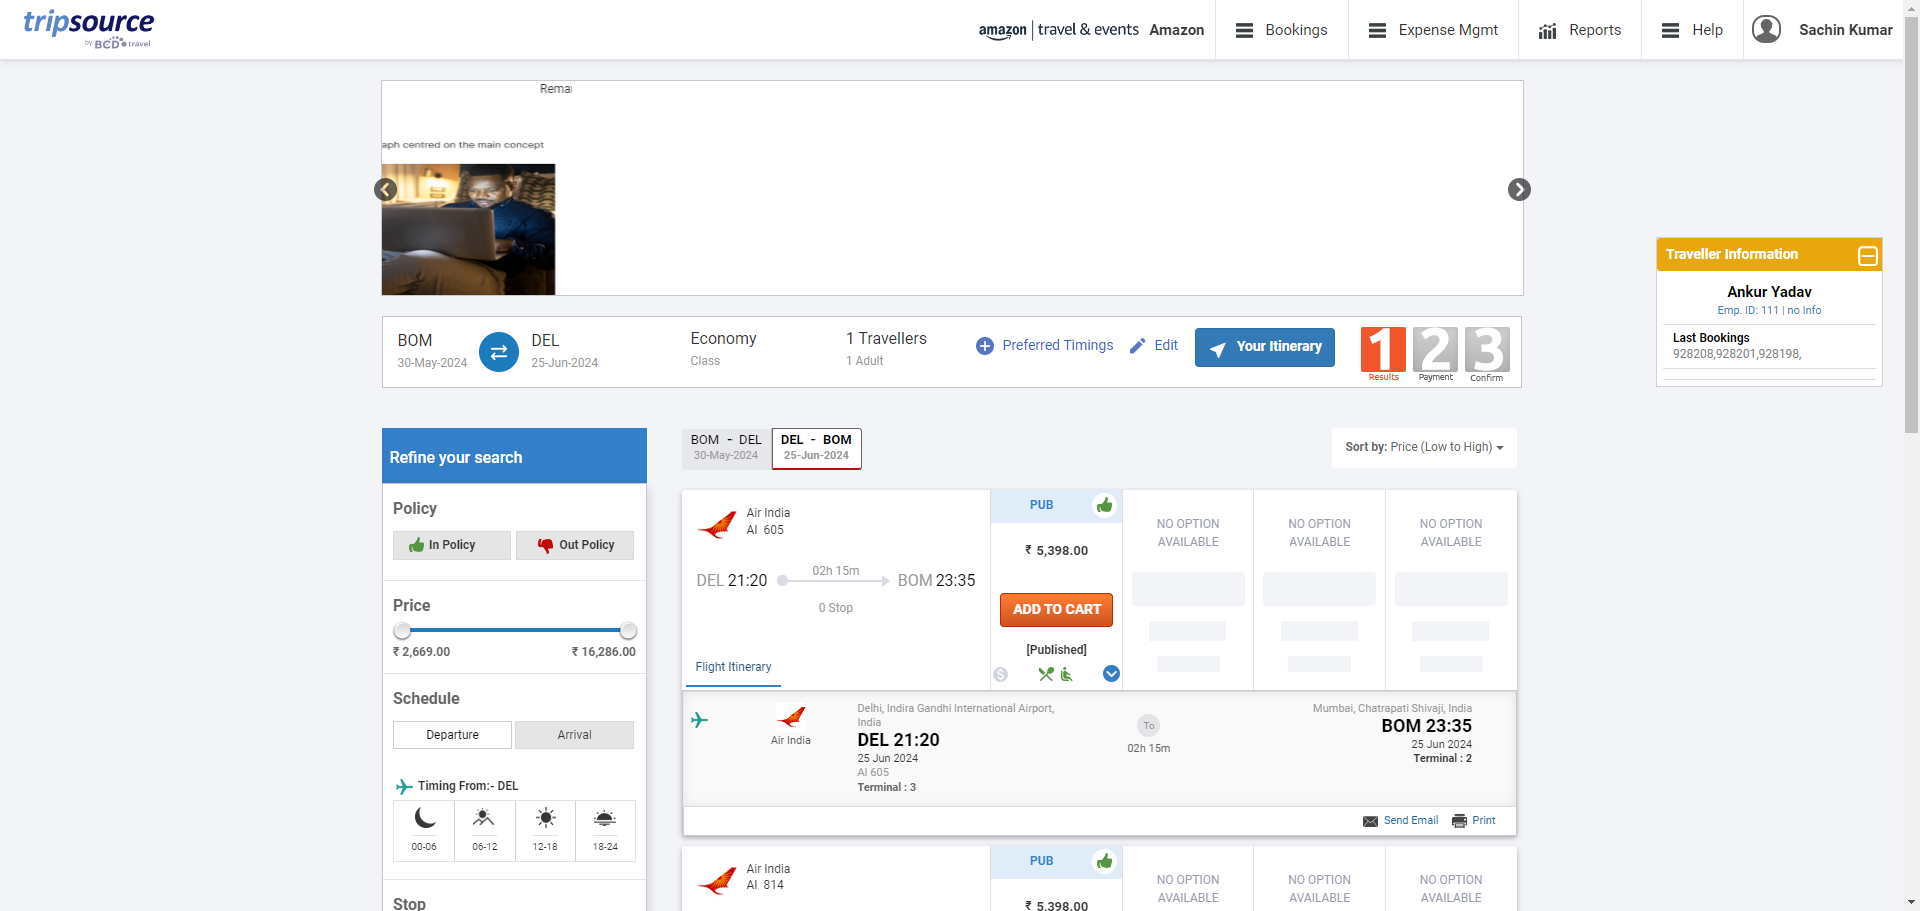 tripsource
by BCD travel
amazon | travel & events Amazon
Bookings
Expense Mgmt
Reports
Help
Sachin Kumar
aph centred on the main concept
Traveller Information
Ankur Yadav
Emp. ID: 111 | no Info
Last Bookings
928208,928201,928198,
BOM
30-May-2024
DEL
25-Jun-2024
Economy
Class
1 Travellers
1 Adult
Preferred Timings
Edit
Your Itinerary
1
Results
2
Payment
3
Confirm
Refine your search
Policy
In Policy
Out Policy
Price
₹ 2,669.00
₹ 16,286.00
Schedule
Departure
Arrival
Timing From:- DEL
00-06
06-12
12-18
18-24
Stop
BOM - DEL
30-May-2024
DEL - BOM
25-Jun-2024
Sort by: Price (Low to High)
Air India
AI 605
DEL 21:20
02h 15m
0 Stop
BOM 23:35
Flight Itinerary
PUB
₹ 5,398.00
ADD TO CART
[Published]
NO OPTION
AVAILABLE
NO OPTION
AVAILABLE
NO OPTION
AVAILABLE
Air India
Delhi, Indira Gandhi International Airport,
India
DEL 21:20
25 Jun 2024
AI 605
Terminal : 3
To
02h 15m
Mumbai, Chatrapati Shivaji, India
BOM 23:35
25 Jun 2024
Terminal : 2
Send Email
Print
Air India
AI 814
PUB
₹ 5,398.00
NO OPTION
AVAILABLE
NO OPTION
AVAILABLE
NO OPTION
AVAILABLE